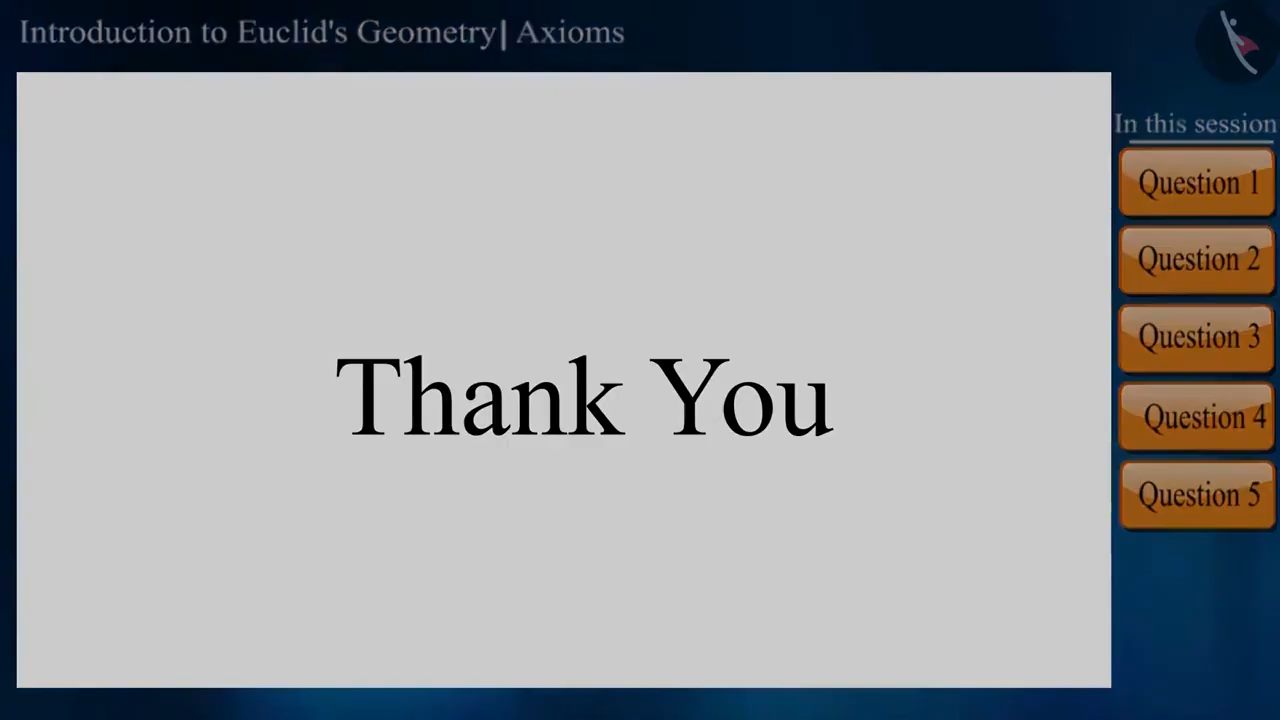 Introduction to Euclid's Geometry| Axioms
In this session
Question 1
Question 2
Question 3
Question 4
Question 5
Thank You